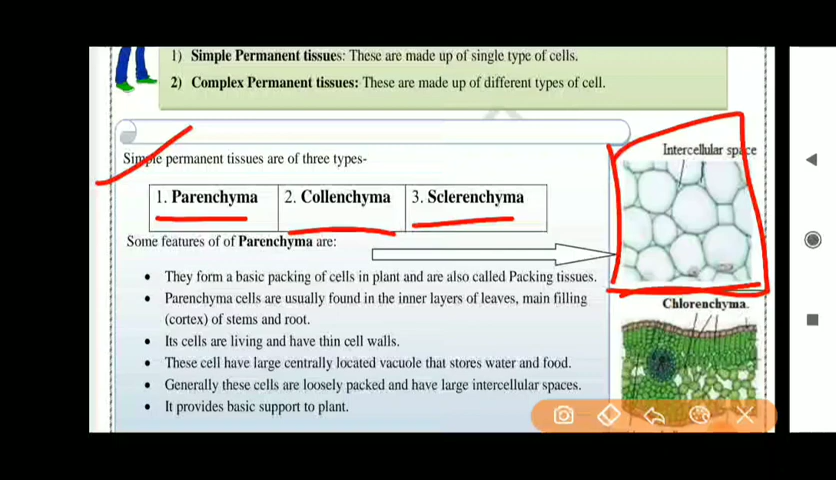 1) Simple Permanent tissues: These are made up of single type of cells.
2) Complex Permanent tissues: These are made up of different types of cell.
Simple permanent tissues are of three types-
1. Parenchyma 2. Collenchyma 3. Sclerenchyma
Some features of of Parenchyma are:
• They form a basic packing of cells in plant and are also called Packing tissues.
• Parenchyma cells are usually found in the inner layers of leaves, main filling
(cortex) of stems and root.
• Its cells are living and have thin cell walls.
• These cell have large centrally located vacuole that stores water and food.
• Generally these cells are loosely packed and have large intercellular spaces.
• It provides basic support to plant.
Intercellular space
Chlorenchyma.